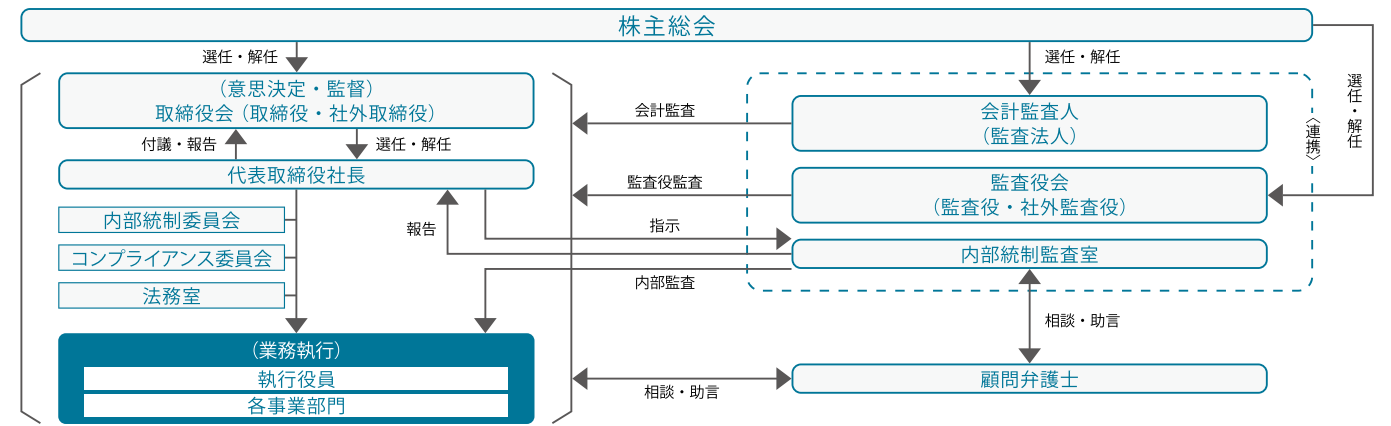 株主総会
選任・解任
選任・解任
選任・解任
（意思決定・監督）
取締役会（取締役・社外取締役）
会計監査
会計監査人
（監査法人）
〈連携〉
付議・報告
選任・解任
代表取締役社長
監査役監査
監査役会
（監査役・社外監査役）
内部統制委員会
報告
指示
コンプライアンス委員会
内部統制監査室
内部監査
法務室
相談・助言
（業務執行）
執行役員
各事業部門
相談・助言
顧問弁護士